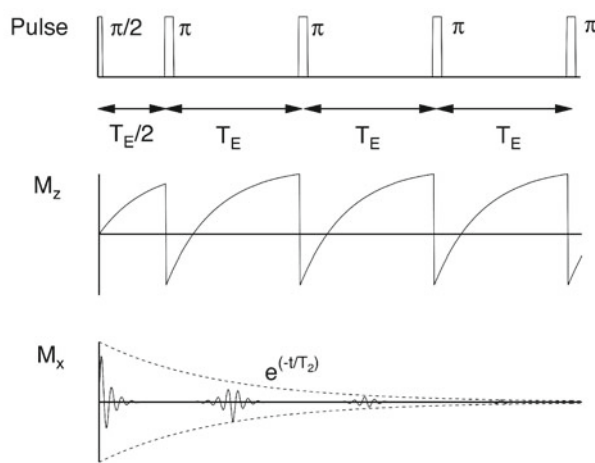 Pulse π/2 π π π π
T_E/2 T_E T_E T_E
M_z
M_x e^(-t/T_2)